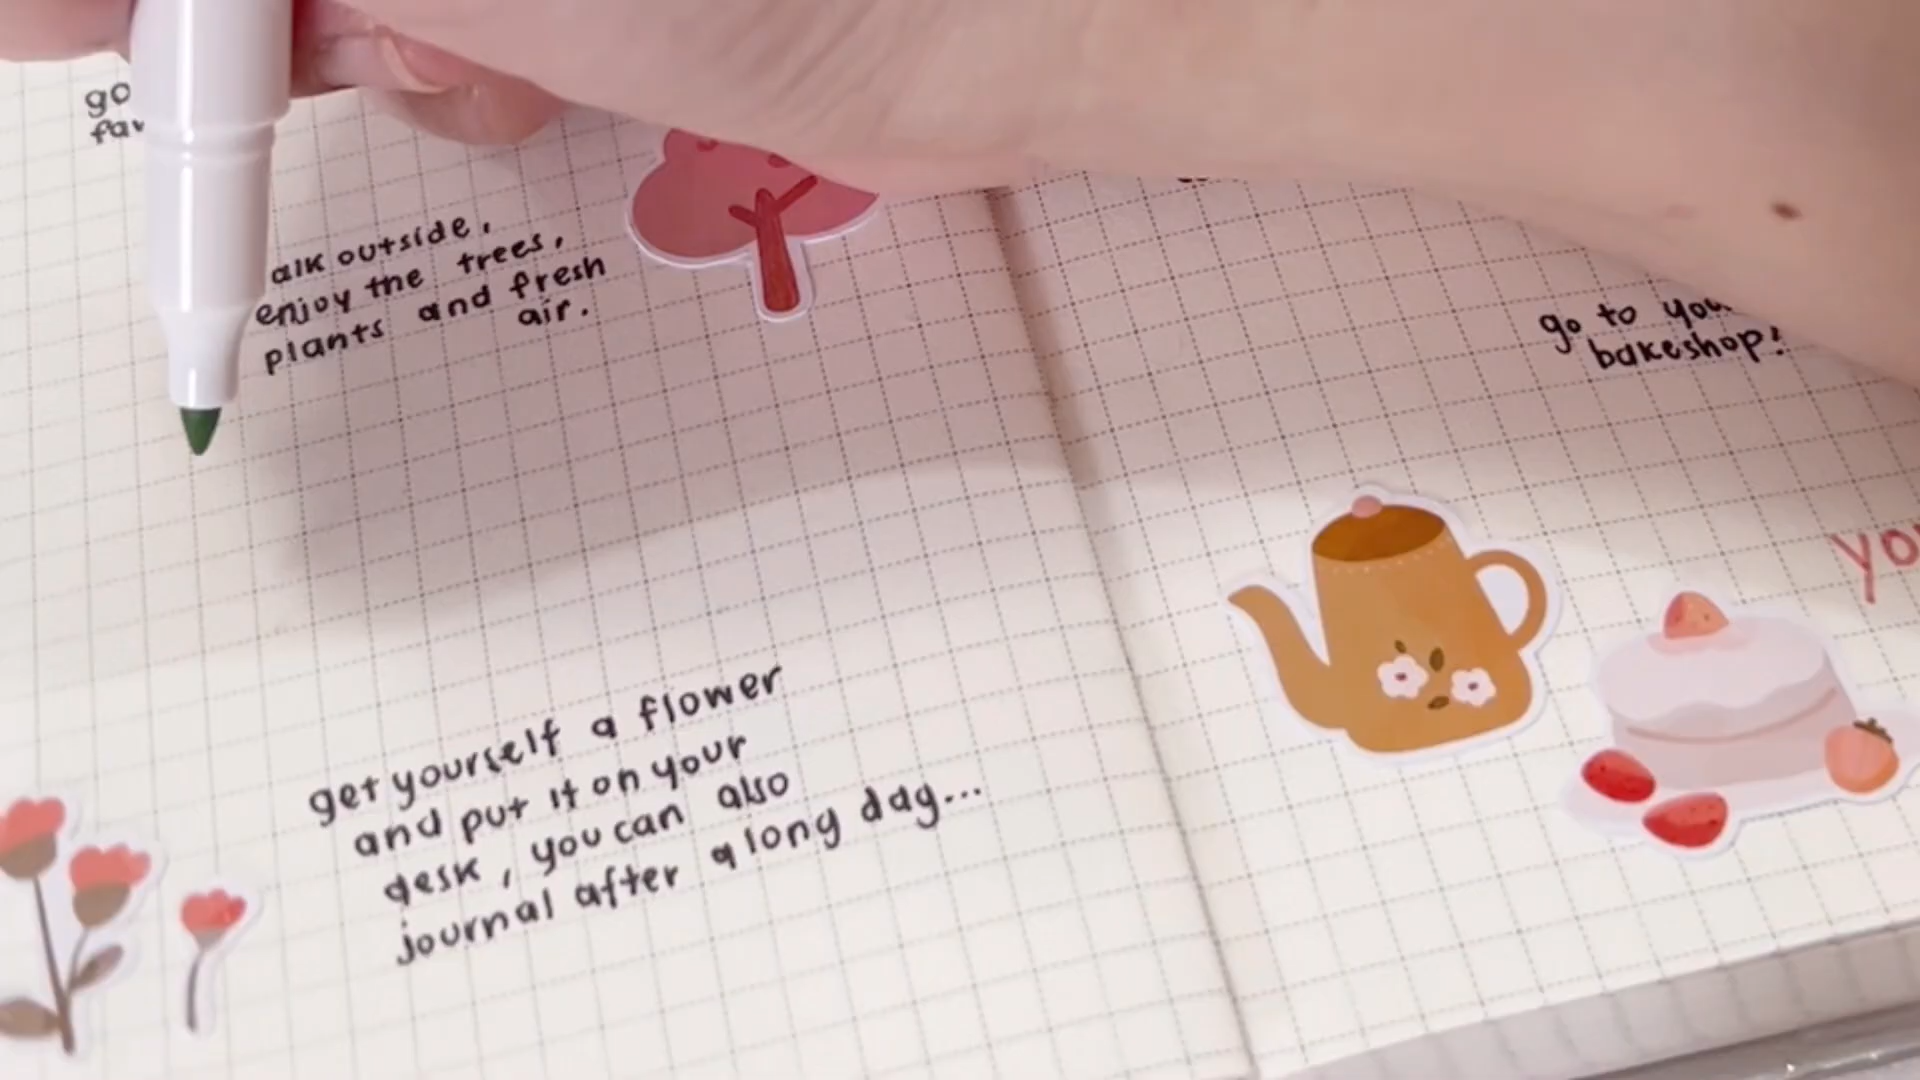 alk outside,
enjoy the trees,
plants and fresh
air.
get yourself a flower
and put it on your
desk, you can also
journal after a long day...
go to
bakeshop!